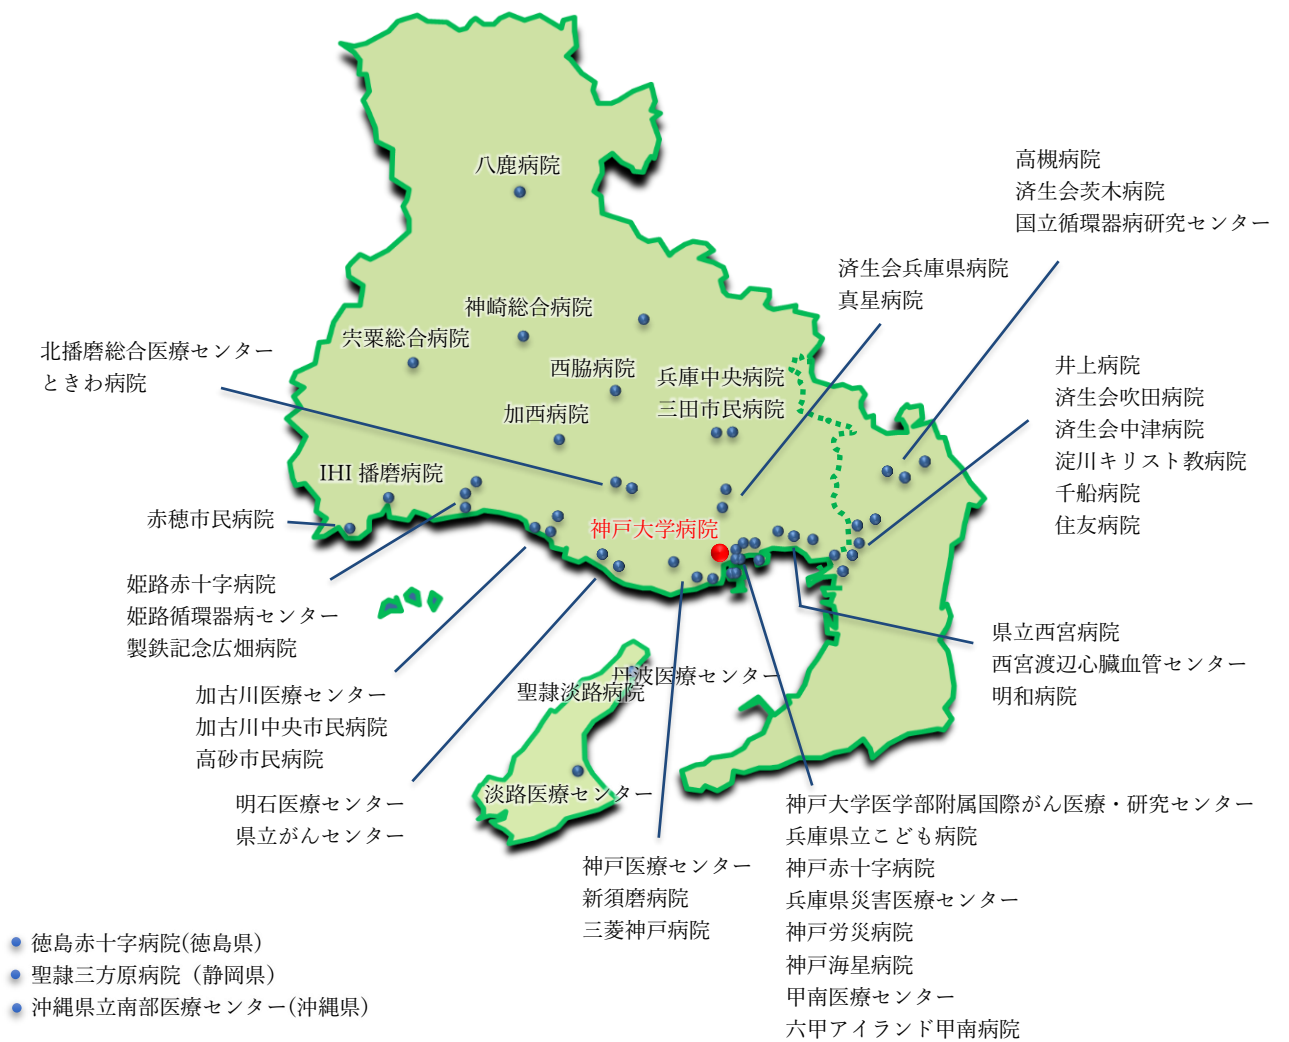 八鹿病院
高槻病院
済生会茨木病院
国立循環器病研究センター
済生会兵庫県病院
真星病院
神崎総合病院
宍粟総合病院
北播磨総合医療センター
ときわ病院
西脇病院
兵庫中央病院
三田市民病院
井上病院
済生会吹田病院
済生会中津病院
淀川キリスト教病院
千船病院
住友病院
加西病院
IHI 播磨病院
赤穂市民病院
神戸大学病院
姫路赤十字病院
姫路循環器病センター
製鉄記念広畑病院
県立西宮病院
西宮渡辺心臓血管センター
明和病院
丹波医療センター
聖隷淡路病院
加古川医療センター
加古川中央市民病院
高砂市民病院
淡路医療センター
明石医療センター
県立がんセンター
神戸大学医学部附属国際がん医療・研究センター
兵庫県立こども病院
神戸赤十字病院
兵庫県災害医療センター
神戸労災病院
神戸海星病院
甲南医療センター
六甲アイランド甲南病院
神戸医療センター
新須磨病院
三菱神戸病院
徳島赤十字病院(徳島県)
聖隷三方原病院（静岡県）
沖縄県立南部医療センター(沖縄県)